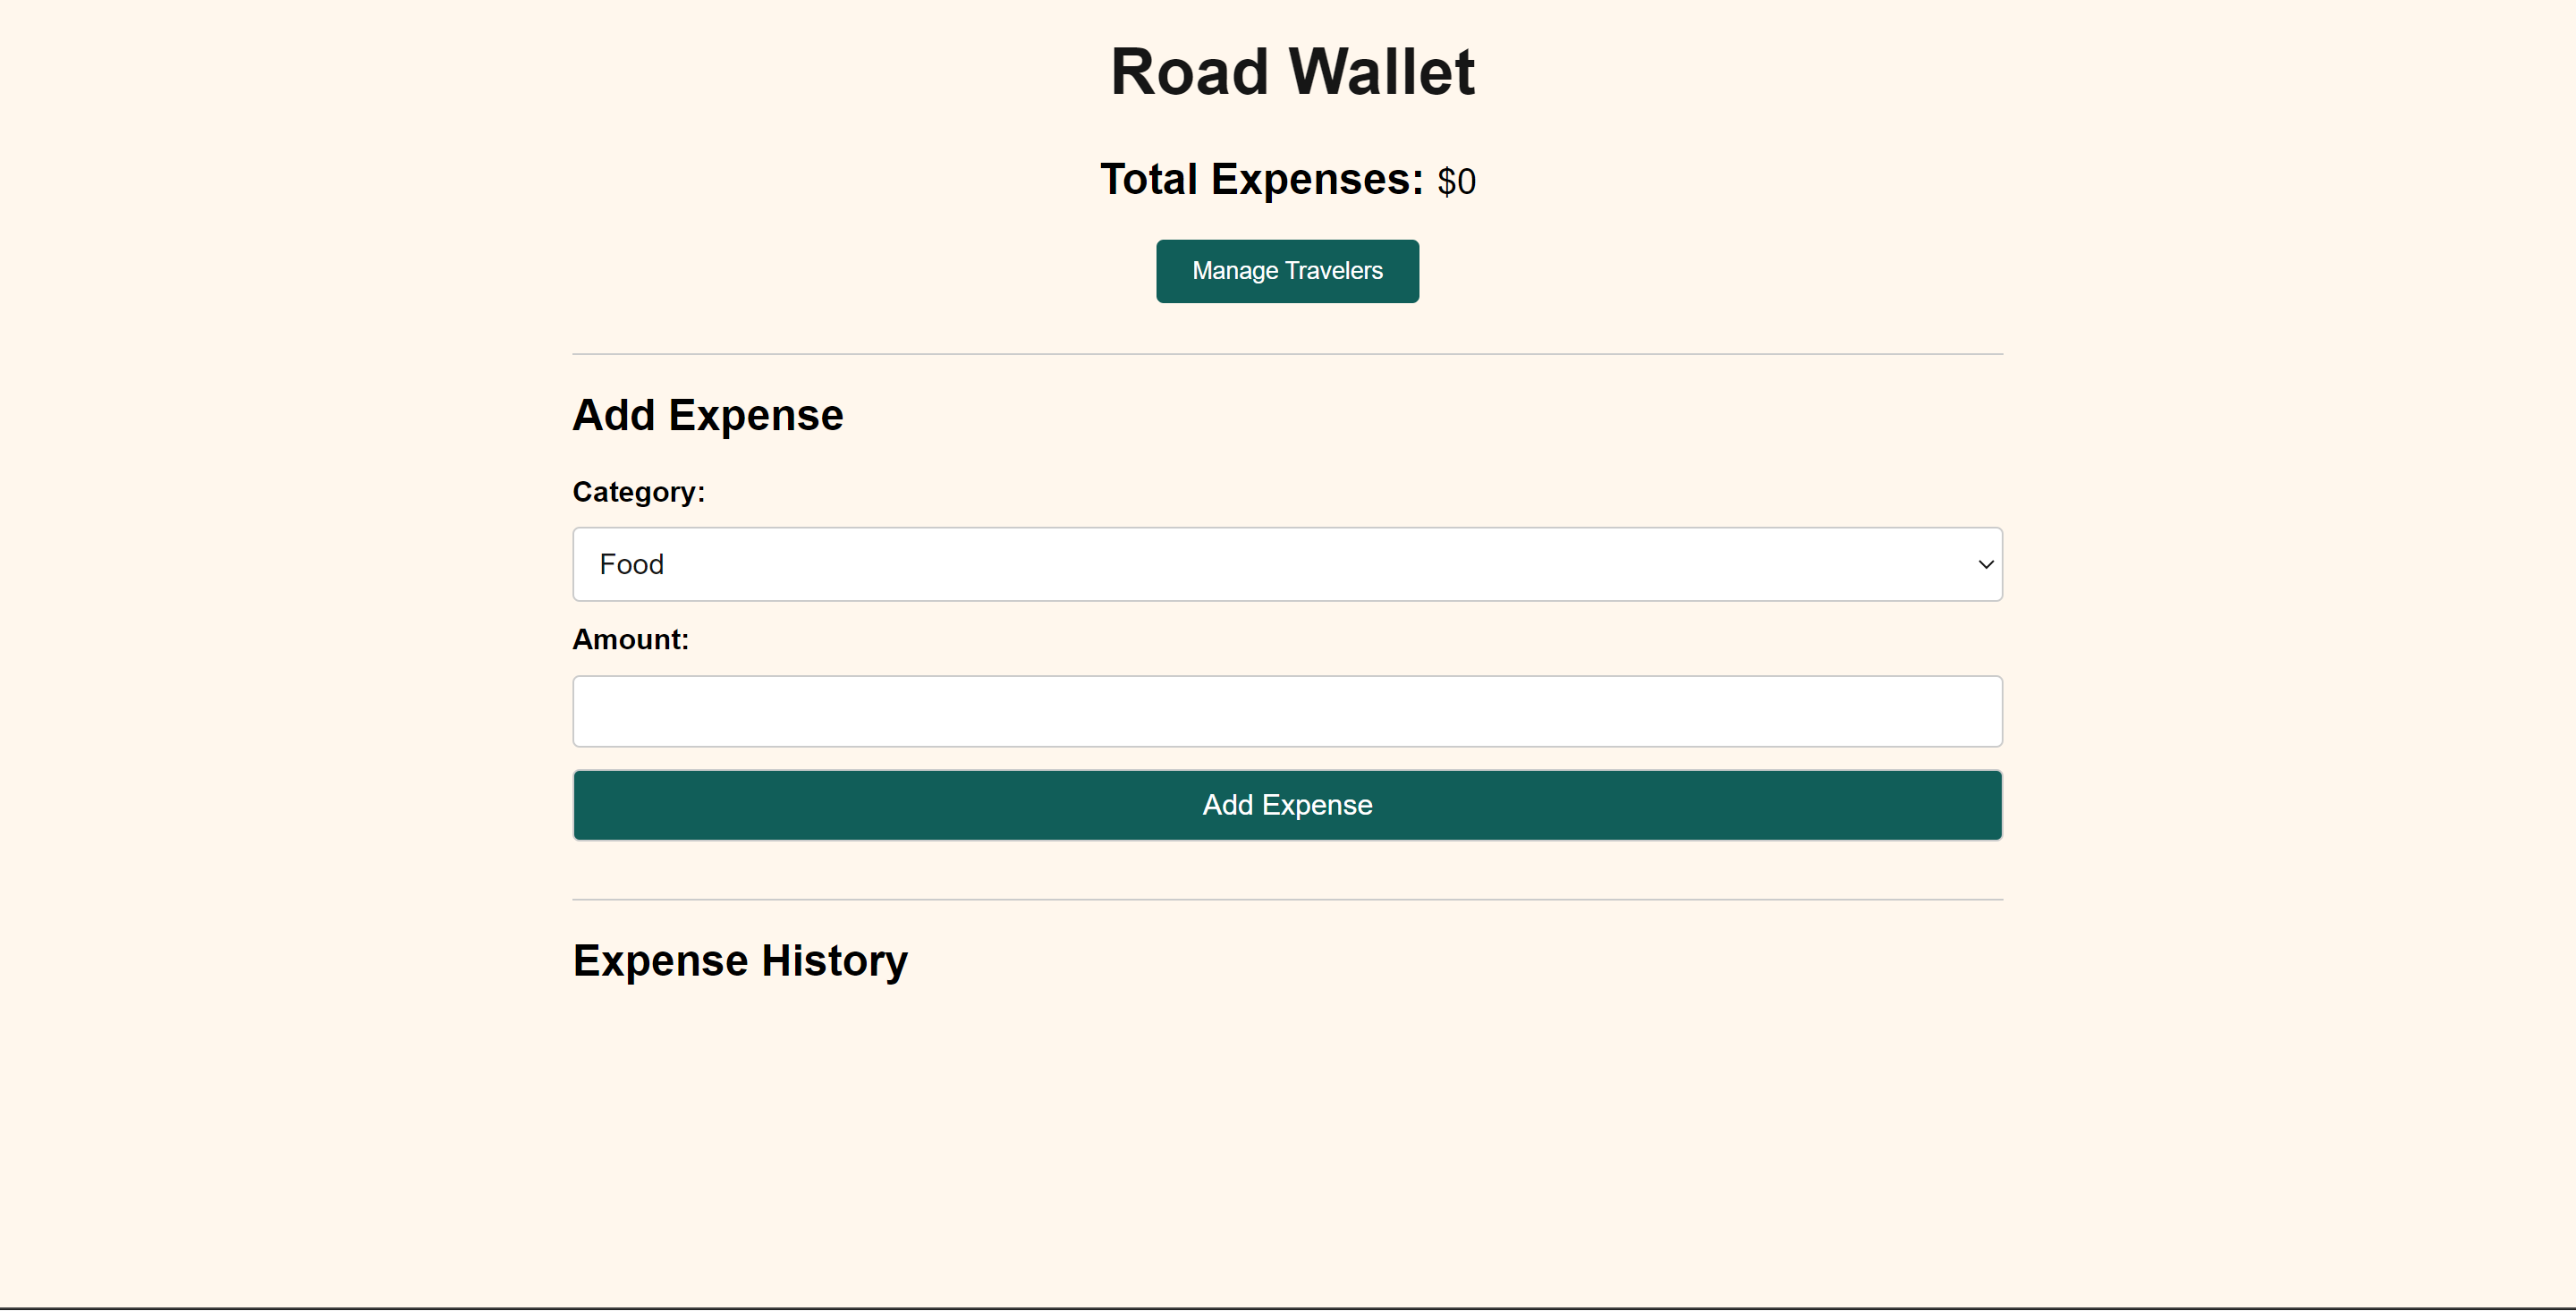 Road Wallet
Total Expenses: $0
Manage Travelers
Add Expense
Category:
Food
Amount:
Add Expense
Expense History